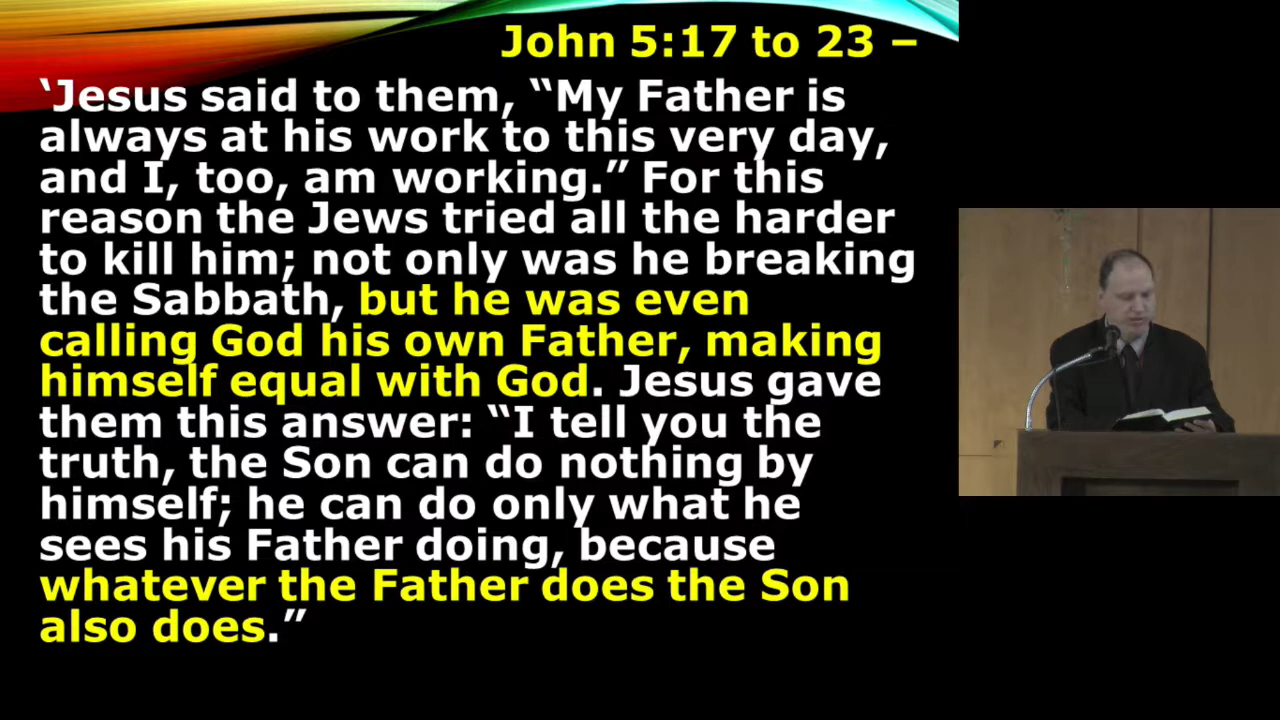 John 5:17 to 23 –
‘Jesus said to them, “My Father is
always at his work to this very day,
and I, too, am working.” For this
reason the Jews tried all the harder
to kill him; not only was he breaking
the Sabbath, but he was even
calling God his own Father, making
himself equal with God. Jesus gave
them this answer: “I tell you the
truth, the Son can do nothing by
himself; he can do only what he
sees his Father doing, because
whatever the Father does the Son
also does.”